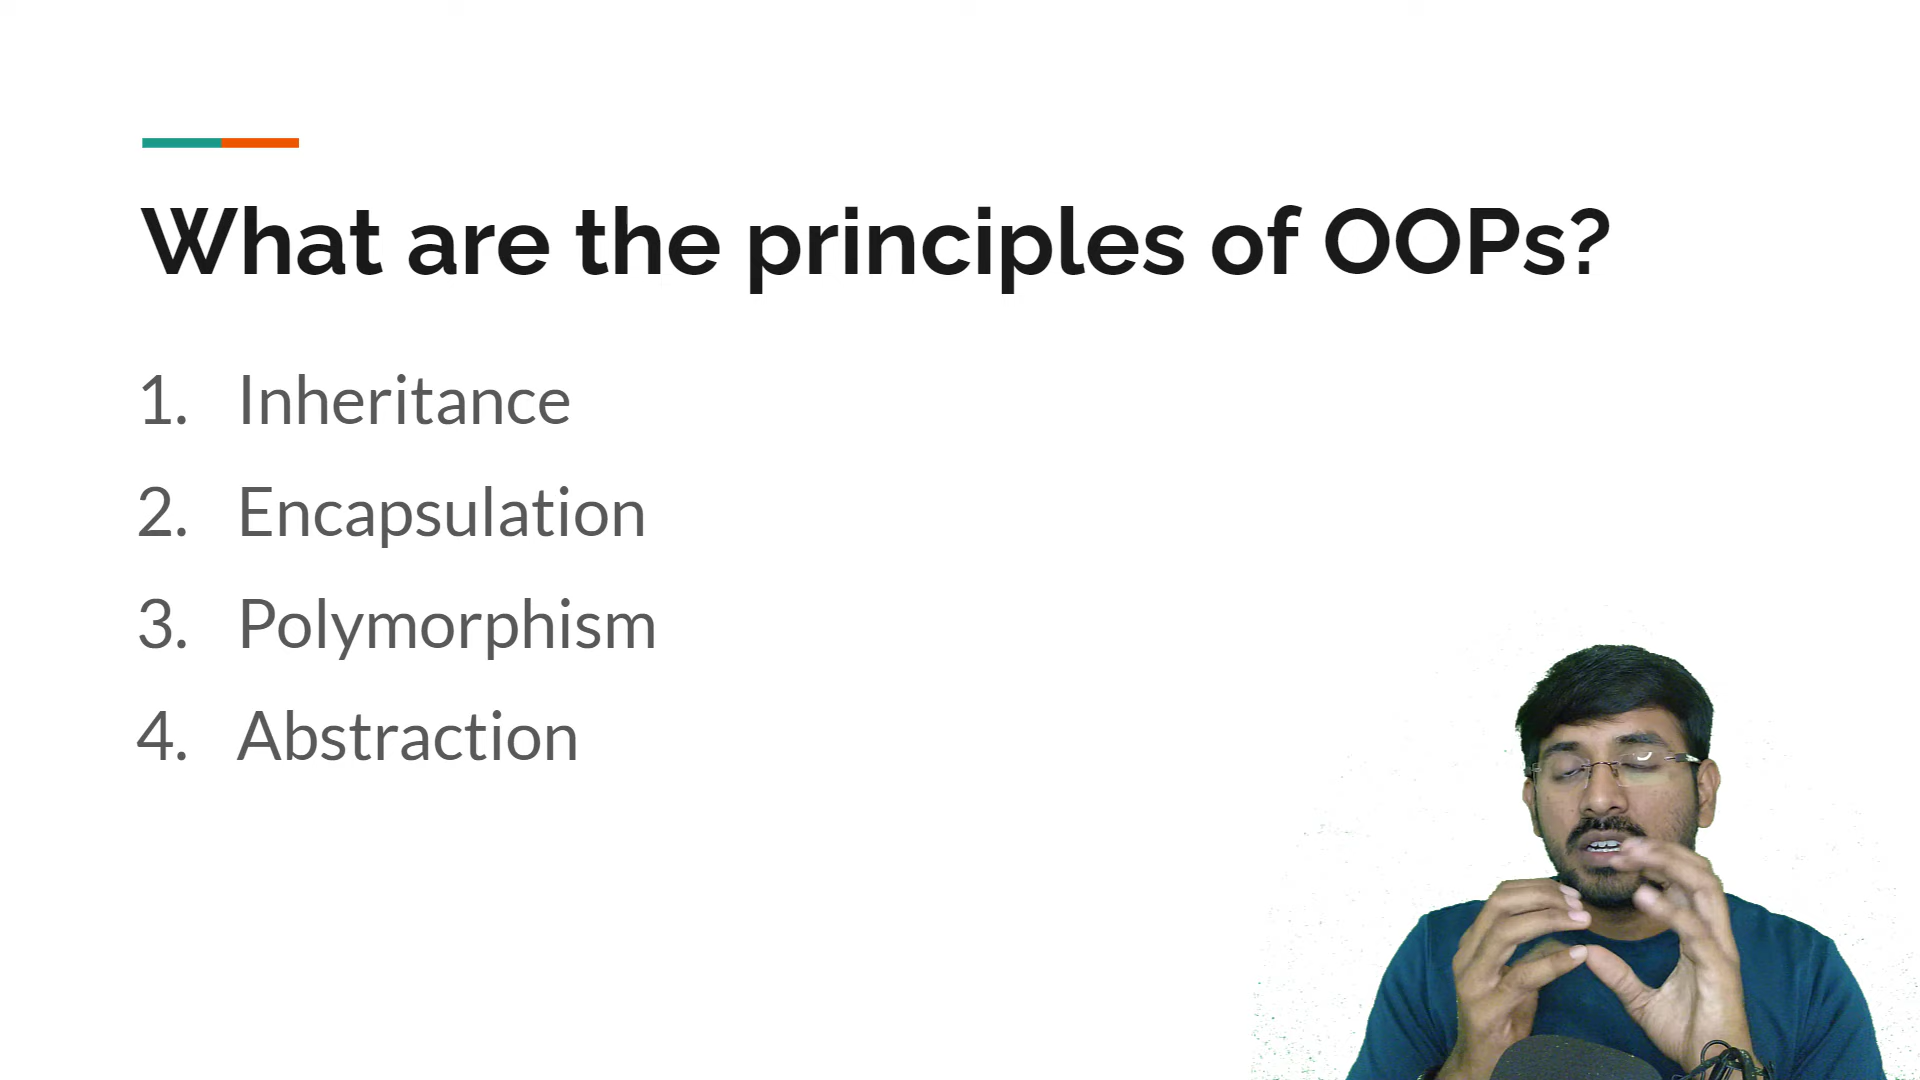 What are the principles of OOPs?
1. Inheritance
2. Encapsulation
3. Polymorphism
4. Abstraction